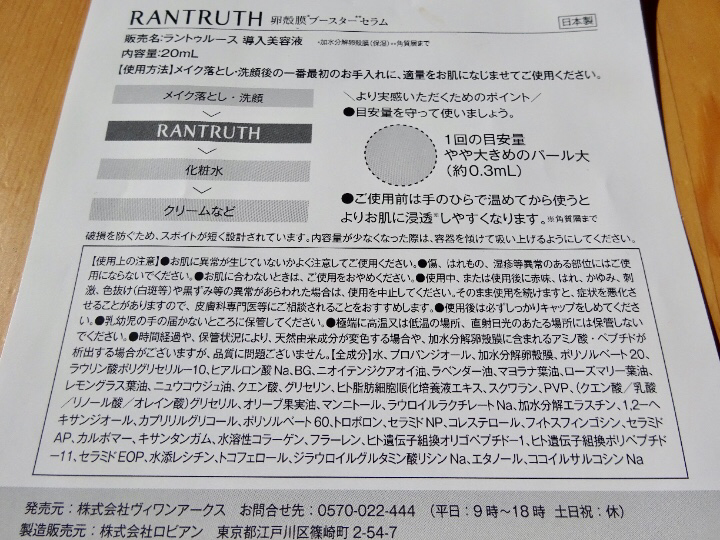 RANTRUTH 卵殻膜*ブースター**セラム 日本製
販売名:ラントゥルース 導入美容液 *加水分解卵殻膜(保湿) **角質層まで
内容量:20mL
【使用方法】メイク落とし・洗顔後の一番最初のお手入れに、適量をお肌になじませてご使用ください。
メイク落とし・洗顔
RANTRUTH
化粧水
クリームなど
＼より実感いただくためのポイント／
●目安量を守って使いましょう。
1回の目安量
やや大きめのパール大
(約0.3mL)
●ご使用前は手のひらで温めてから使うと
よりお肌に浸透※しやすくなります。※角質層まで
破損を防ぐため、スポイトが短く設計されています。内容量が少なくなった際は、容器を傾けて吸い上げるようにしてください。
【使用上の注意】●お肌に異常が生じていないかよく注意してご使用ください。●傷、はれもの、湿疹等異常のある部位にはご使
用にならないでください。●お肌に合わないときは、ご使用をおやめください。●使用中、または使用後に赤味、はれ、かゆみ、刺
激、色抜け(白斑等)や黒ずみ等の異常があらわれた場合は、使用を中止してください。そのまま使用を続けますと、症状を悪化さ
せることがありますので、皮膚科専門医等にご相談されることをおすすめします。●使用後は必ずしっかりキャップをしめてくださ
い。●乳幼児の手の届かないところに保管してください。●極端に高温又は低温の場所、直射日光のあたる場所には保管しない
でください。●時間経過や、保管状況により、天然由来成分が変色する場合や、加水分解卵殻膜に含まれるアミノ酸・ペプチドが
析出する場合がございますが、品質に問題ございません。【全成分】水、プロパンジオール、加水分解卵殻膜、ポリソルベート20、
ラウリン酸ポリグリセリル-10、ヒアルロン酸Na、BG、ニオイテンジクアオイ油、ラベンダー油、マヨラナ葉油、ローズマリー葉油、
レモングラス葉油、ニュウコウジュ油、クエン酸、グリセリン、ヒト脂肪細胞順化培養液エキス、スクワラン、PVP、(クエン酸／乳酸
／リノール酸／オレイン酸)グリセリル、オリーブ果実油、マンニトール、ラウロイルラクチレートNa、加水分解エラスチン、1,2-ヘ
キサンジオール、カプリリルグリコール、ポリソルベート60、トロポロン、セラミドNP、コレステロール、フィトスフィンゴシン、セラミド
AP、カルボマー、キサンタンガム、水溶性コラーゲン、フラーレン、ヒト遺伝子組換オリゴペプチド-1、ヒト遺伝子組換ポリペプチド
-11、セラミドEOP、水添レシチン、トコフェロール、ジラウロイルグルタミン酸リシンNa、エタノール、ココイルサルコシンNa
発売元：株式会社ヴィワンアークス お問合せ先：0570-022-444 (平日：9時〜18時 土日祝：休)
製造販売元：株式会社ロビアン 東京都江戸川区篠崎町2-54-7